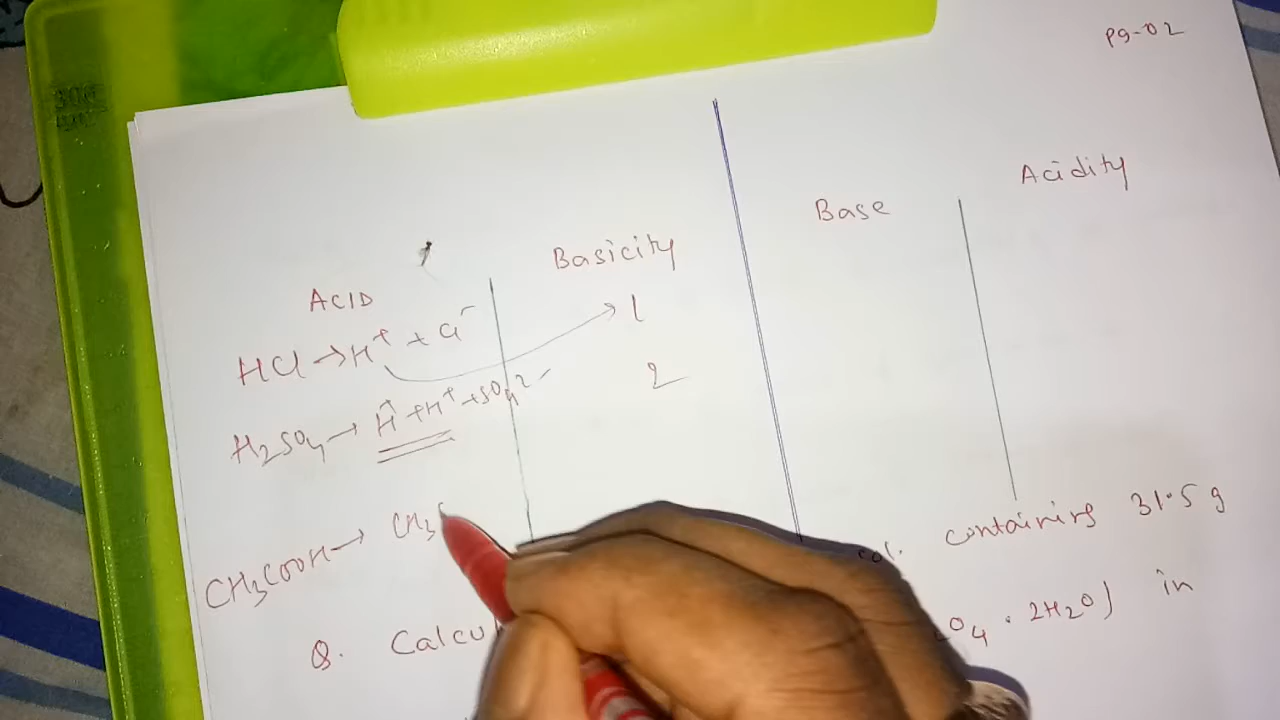 pg-02
Acidity
Base
Basicity
ACID
HCl → H⁺ + Cl⁻ 1
H2SO4 → H⁺ + H⁺ + SO4²⁻ 2
CH3COOH → CH3
containing 31.5 g
Q. Calcu
O4 · 2H2O) in